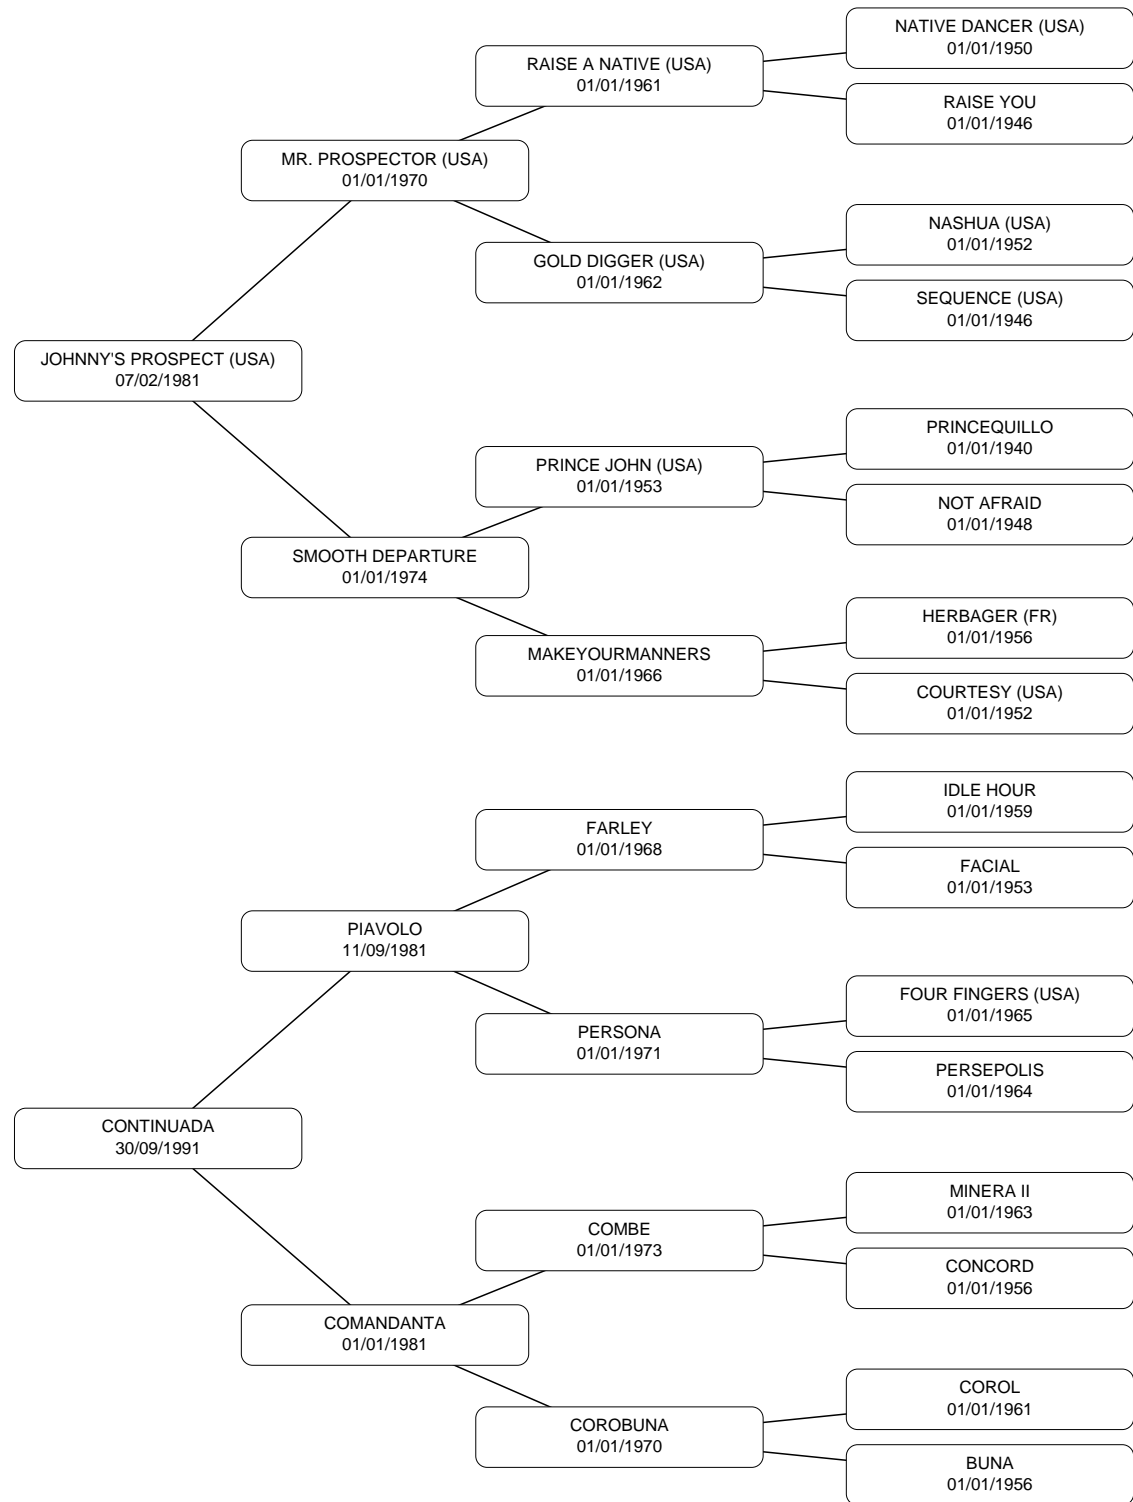 NATIVE DANCER (USA)
01/01/1950
RAISE A NATIVE (USA)
01/01/1961
RAISE YOU
01/01/1946
MR. PROSPECTOR (USA)
01/01/1970
NASHUA (USA)
01/01/1952
GOLD DIGGER (USA)
01/01/1962
SEQUENCE (USA)
01/01/1946
JOHNNY'S PROSPECT (USA)
07/02/1981
PRINCEQUILLO
01/01/1940
PRINCE JOHN (USA)
01/01/1953
NOT AFRAID
01/01/1948
SMOOTH DEPARTURE
01/01/1974
HERBAGER (FR)
01/01/1956
MAKEYOURMANNERS
01/01/1966
COURTESY (USA)
01/01/1952
IDLE HOUR
01/01/1959
FARLEY
01/01/1968
FACIAL
01/01/1953
PIAVOLO
11/09/1981
FOUR FINGERS (USA)
01/01/1965
PERSONA
01/01/1971
PERSEPOLIS
01/01/1964
CONTINUADA
30/09/1991
MINERA II
01/01/1963
COMBE
01/01/1973
CONCORD
01/01/1956
COMANDANTA
01/01/1981
COROL
01/01/1961
COROBUNA
01/01/1970
BUNA
01/01/1956